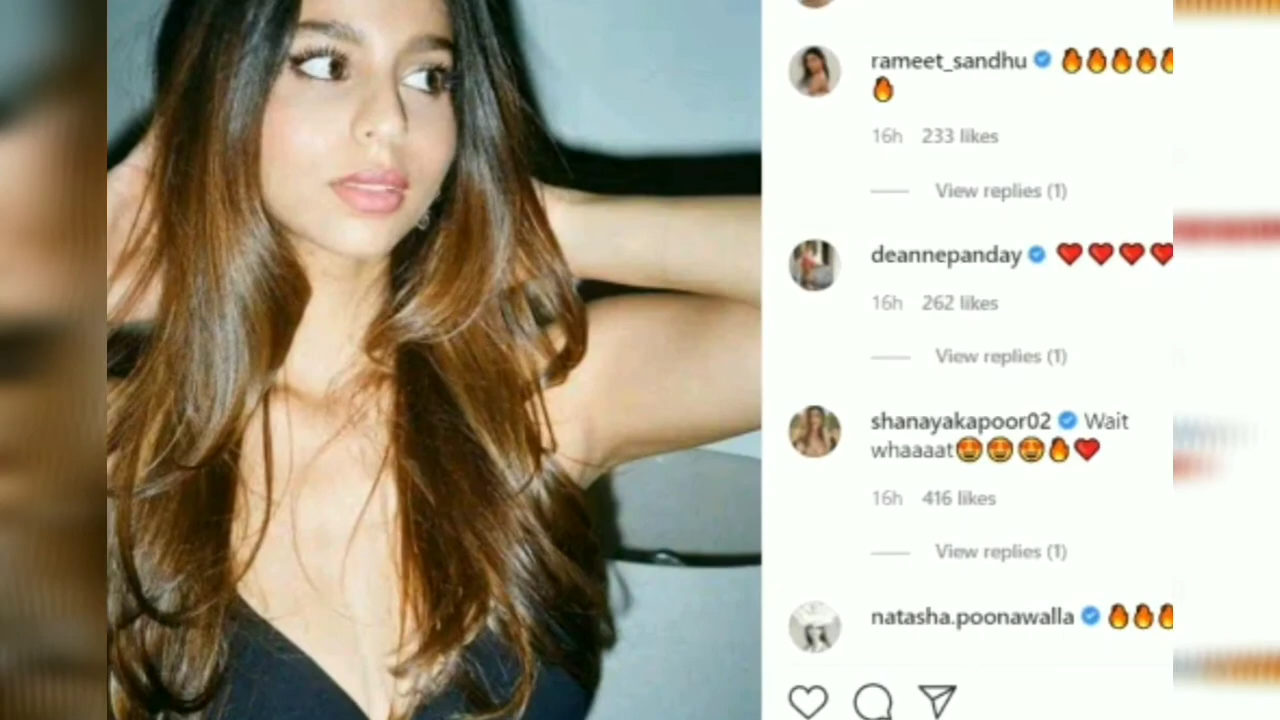 rameet_sandhu 🔥🔥🔥🔥🔥
🔥
16h 233 likes
View replies (1)
deannepanday ❤️❤️❤️❤️
16h 262 likes
View replies (1)
shanayakapoor02 Wait
whaaaat😍😍😍🔥❤️
16h 416 likes
View replies (1)
natasha.poonawalla 🔥🔥🔥